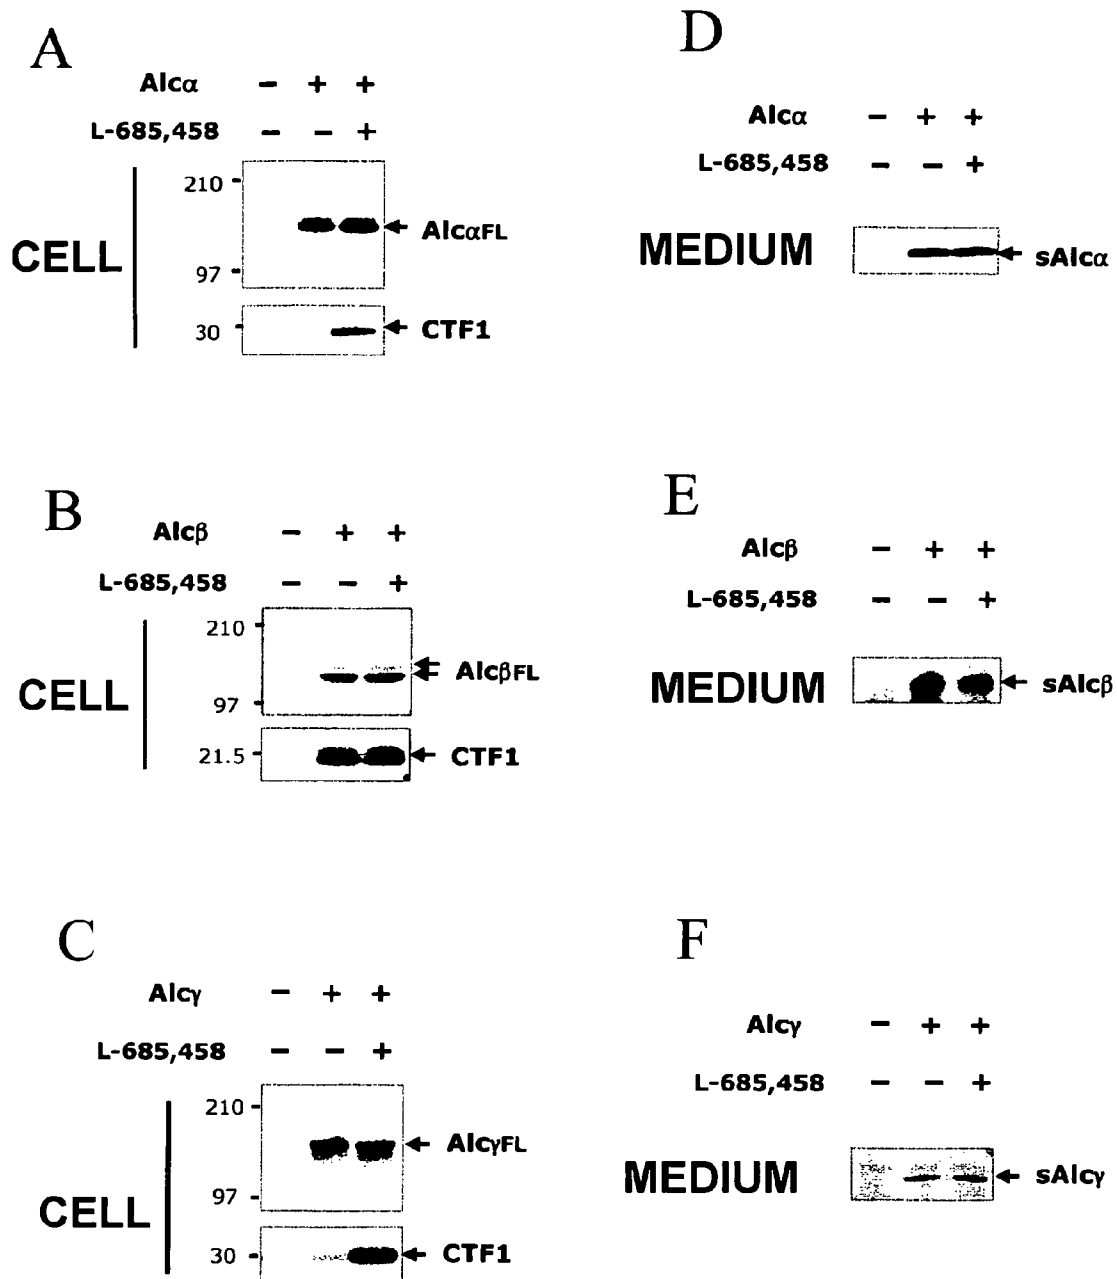 A
Alcα − + +
L-685,458 − − +
210
AlcαFL
CELL
97
30
CTF1
D
Alcα − + +
L-685,458 − − +
MEDIUM
sAlcα
B
Alcβ − + +
L-685,458 − − +
210
AlcβFL
CELL
97
21.5
CTF1
E
Alcβ − + +
L-685,458 − − +
MEDIUM
sAlcβ
C
Alcγ − + +
L-685,458 − − +
210
AlcγFL
97
CELL
30
CTF1
F
Alcγ − + +
L-685,458 − − +
MEDIUM
sAlcγ